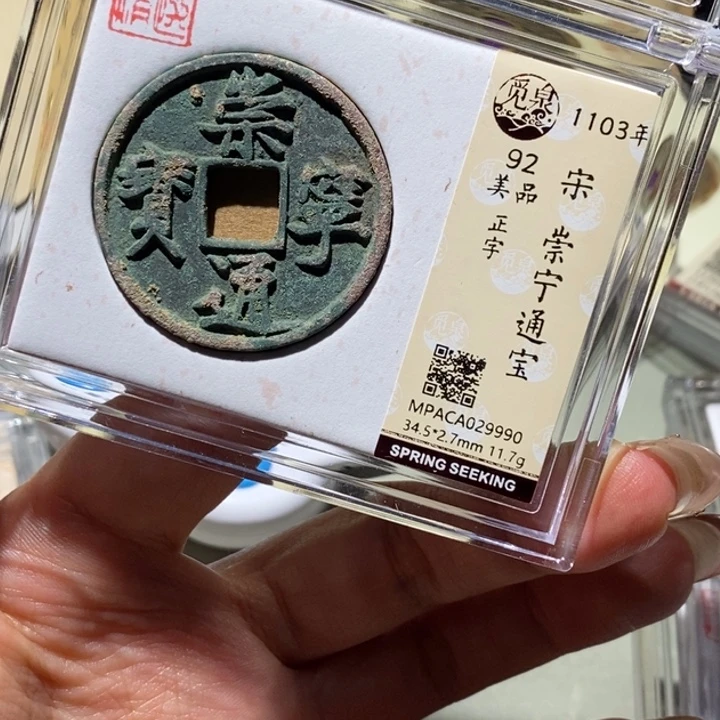 崇寧通寳
觅泉
1103年
92
美品
正字
宋 崇宁通宝
MPACA029990
34.5*2.7mm 11.7g
SPRING SEEKING